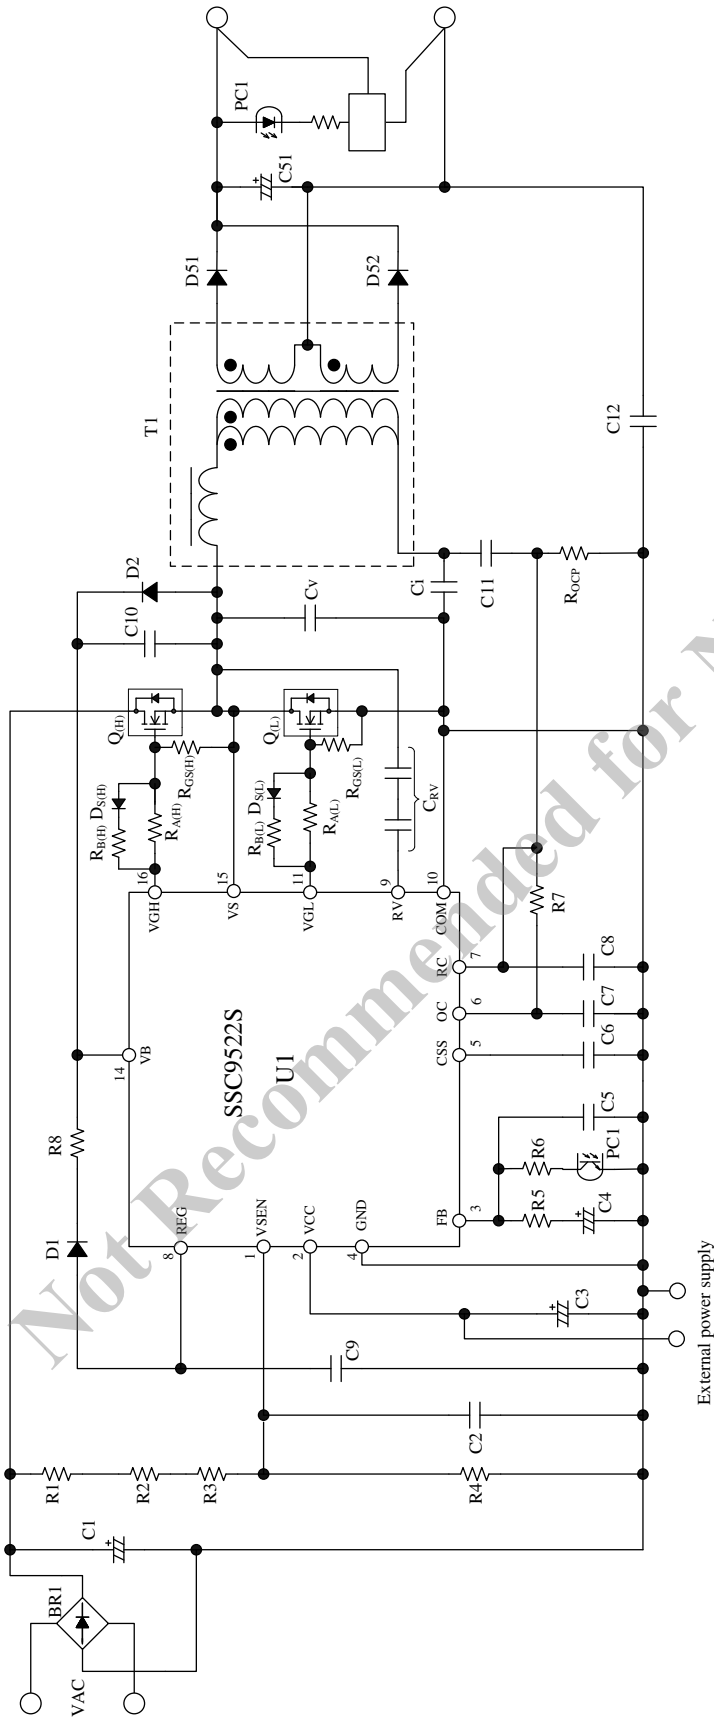 VAC
BR1
C1
R1
R2
R3
R4
C2
C9
D1
R8
C3
External power supply
SSC9522S
U1
8
REG
1
VSEN
2
VCC
4
GND
14
VB
FB
3
CSS
5
OC
6
RC
7
VGH
16
VS
15
VGL
11
RV
9
COM
10
R5
C4
R6
PC1
C5
C6
C7
C8
R7
RB(H)
DS(H)
RA(H)
RGS(H)
Q(H)
RB(L)
DS(L)
RA(L)
RGS(L)
Q(L)
CRV
C10
D2
Cv
Ci
C11
ROCP
T1
D51
D52
C51
PC1
C12
Not Recommended for N